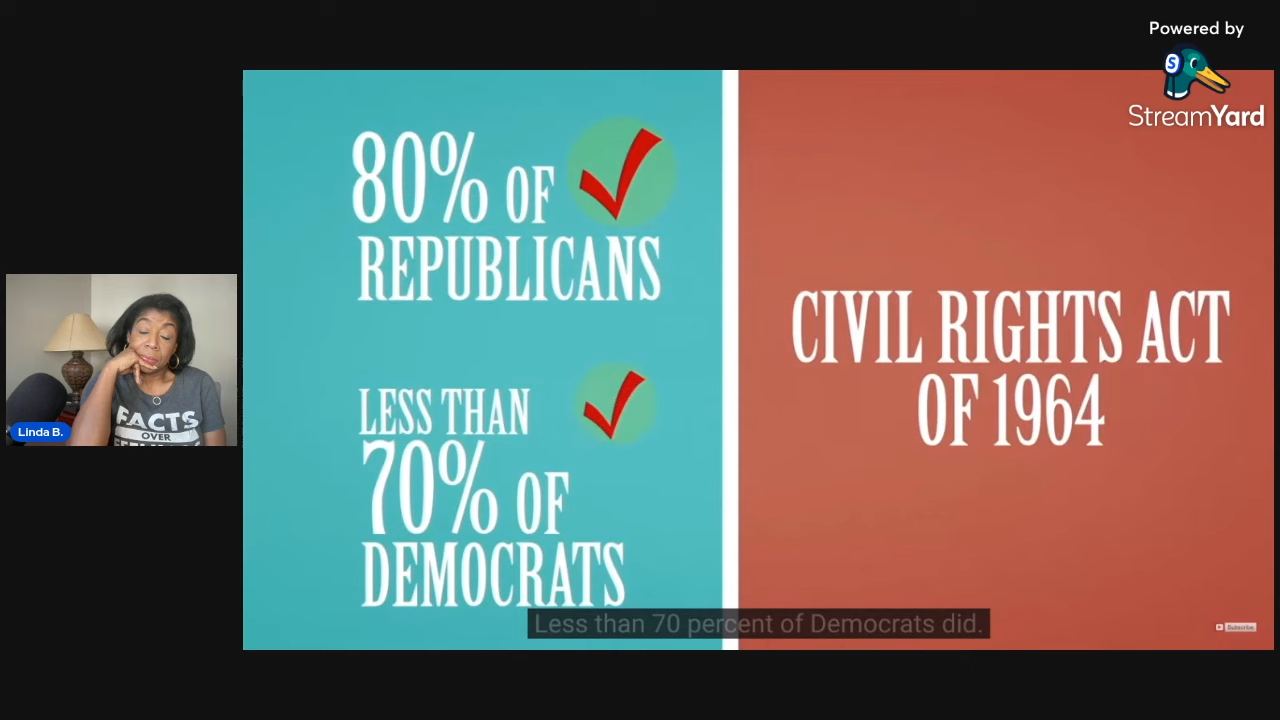 Powered by
StreamYard
80% OF
REPUBLICANS
LESS THAN
70% OF
DEMOCRATS
CIVIL RIGHTS ACT
OF 1964
Less than 70 percent of Democrats did.
Subscribe
FACTS
OVER
Linda B.